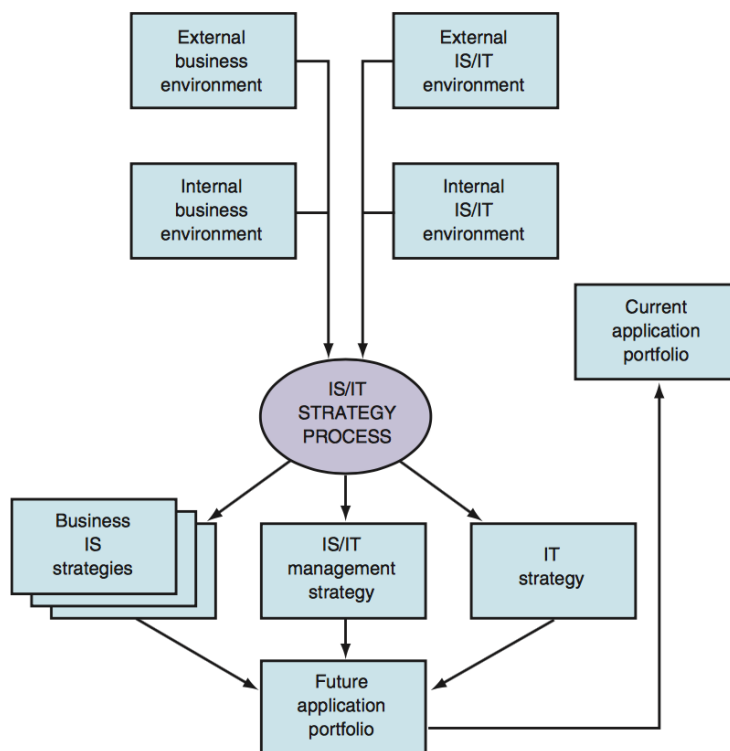 External
business
environment
External
IS/IT
environment
Internal
business
environment
Internal
IS/IT
environment
Current
application
portfolio
IS/IT
STRATEGY
PROCESS
Business
IS
strategies
IS/IT
management
strategy
IT
strategy
Future
application
portfolio